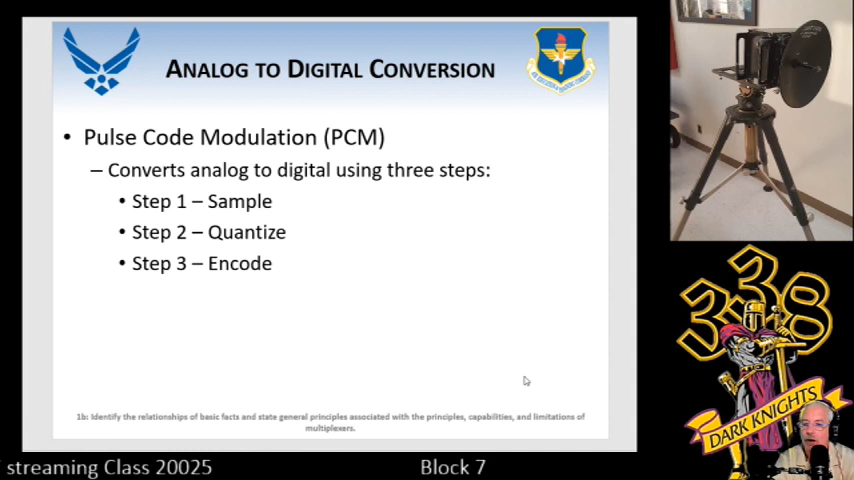 ANALOG TO DIGITAL CONVERSION
• Pulse Code Modulation (PCM)
– Converts analog to digital using three steps:
• Step 1 – Sample
• Step 2 – Quantize
• Step 3 – Encode
1b: Identify the relationships of basic facts and state general principles associated with the principles, capabilities, and limitations of
multiplexers.
338
DARK KNIGHTS
streaming Class 20025
Block 7